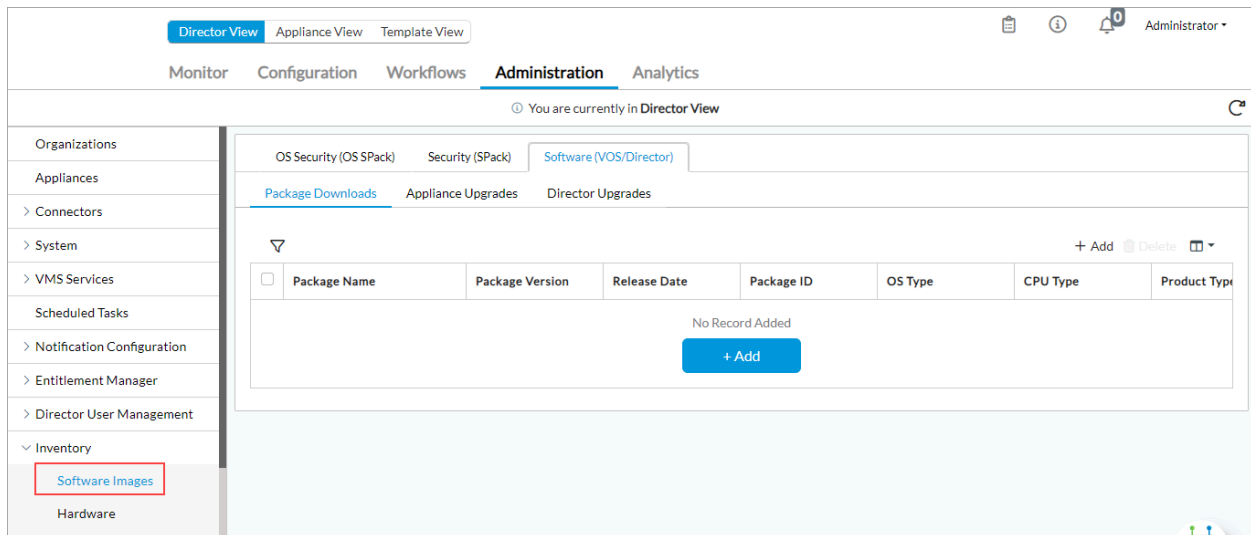 Director View Appliance View Template View 0 Administrator
Monitor Configuration Workflows Administration Analytics
You are currently in Director View
Organizations
Appliances
Connectors
System
VMS Services
Scheduled Tasks
Notification Configuration
Entitlement Manager
Director User Management
Inventory
Software Images
Hardware
OS Security (OS SPack) Security (SPack) Software (VOS/Director)
Package Downloads Appliance Upgrades Director Upgrades
+ Add Delete
Package Name Package Version Release Date Package ID OS Type CPU Type Product Type
No Record Added
+ Add